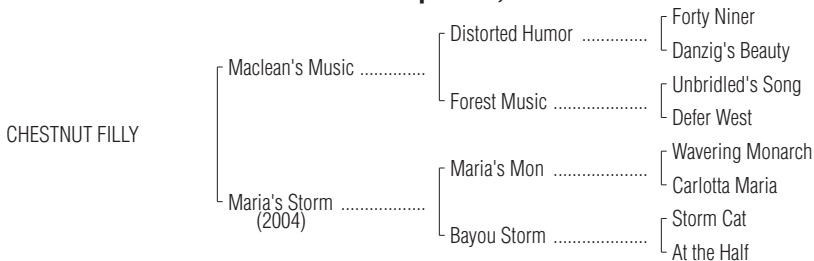 Forty Niner
Distorted Humor .............
Danzig's Beauty
Maclean's Music ..............
Unbridled's Song
Forest Music ....................
Defer West
CHESTNUT FILLY
Wavering Monarch
Maria's Mon ....................
Carlotta Maria
Maria's Storm ..................
(2004)
Storm Cat
Bayou Storm ....................
At the Half